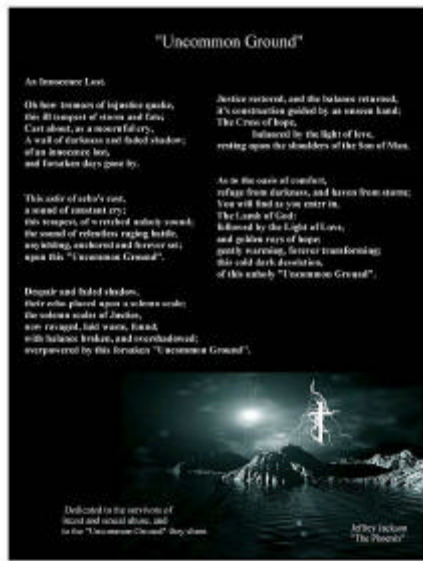 "Uncommon Ground"
An Innocence Lost.
Oh how tremors of injustice quake,
this ill tempest of storm and fate;
Cast about, as a mournful cry,
A wall of darkness and faded shadow;
of an innocence lost,
and forsaken days gone by.
This of echo's cast,
a sound of constant cry;
this tempest, of wretched unholy sound;
the sound of relentless raging battle,
unyielding, anchored and forever set;
upon this "Uncommon Ground".
Despair and faded shadow,
their echo placed upon a solemn scale;
the solemn scales of Justice,
now ravaged, laid waste, found,
with balance broken, and overshadowed;
overpowered by this forsaken "Uncommon Ground".
Justice restored, and the balance returned,
it's construction guided by an unseen hand;
The Cross of hope,
balanced by the light of love,
resting upon the shoulders of the Son of Man.
As to the oasis of comfort,
refuge from darkness, and haven from storms;
You will find as you enter in,
The Lamb of God;
followed by the Light of Love,
and golden rays of hope;
gently warming, forever transforming;
this cold dark desolation,
of this unholy "Uncommon Ground".
Dedicated to the survivors of
incest and sexual abuse, and
to the "Uncommon Ground" they share.
Jeffrey Jackson
"The Phoenix"